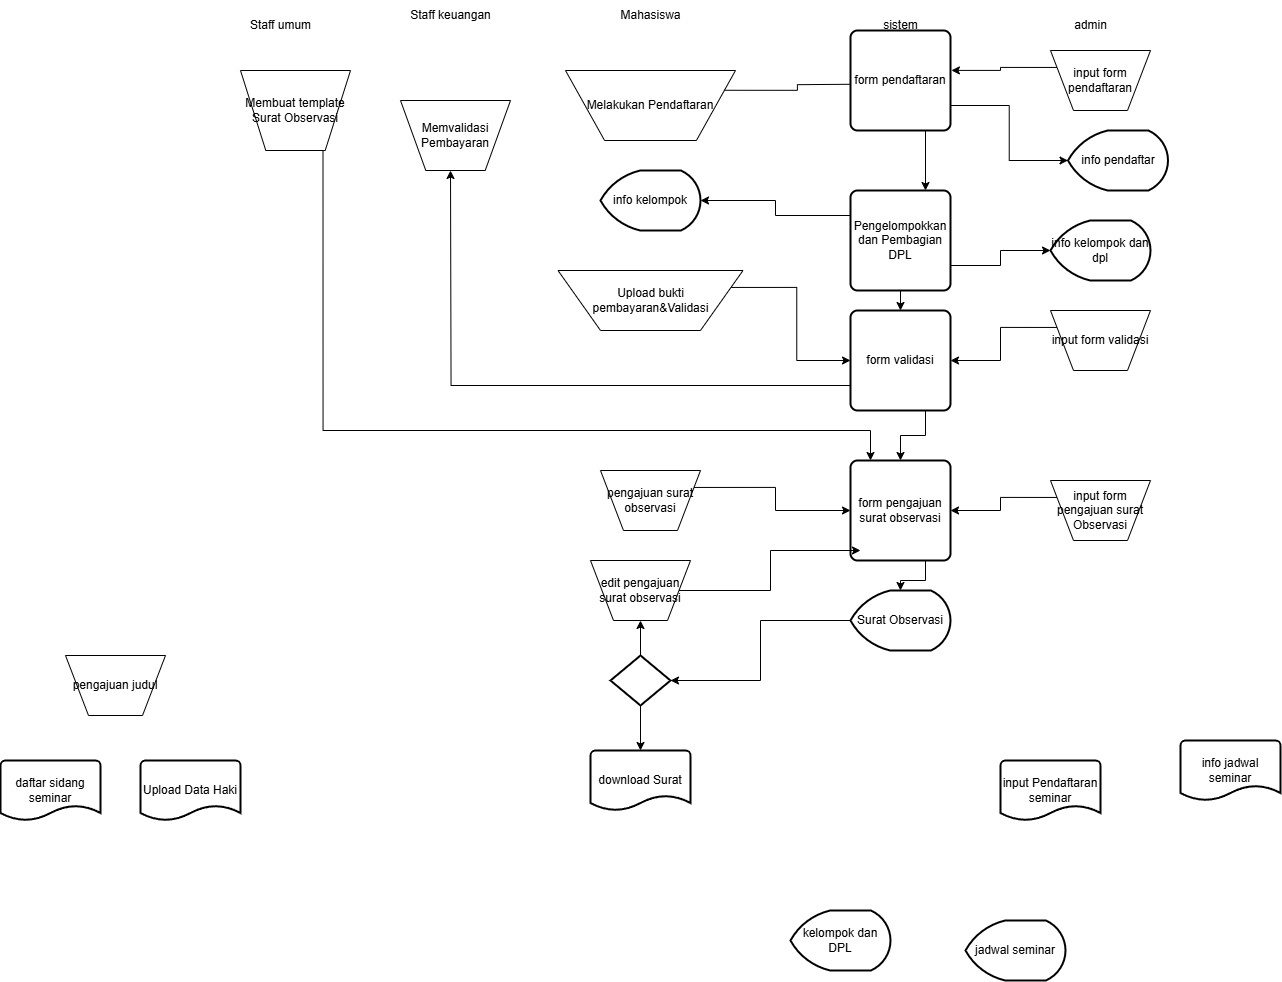 Staff umum
Staff keuangan
Mahasiswa
sistem
admin
Membuat template
Surat Observasi
Memvalidasi
Pembayaran
Melakukan Pendaftaran
form pendaftaran
input form
pendaftaran
info pendaftar
info kelompok
Pengelompokkan
dan Pembagian
DPL
info kelompok dan
dpl
Upload bukti
pembayaran&Validasi
form validasi
input form validasi
pengajuan surat
observasi
form pengajuan
surat observasi
input form
pengajuan surat
Observasi
edit pengajuan
surat observasi
Surat Observasi
pengajuan judul
download Surat
daftar sidang
seminar
Upload Data Haki
input Pendaftaran
seminar
info jadwal
seminar
kelompok dan
DPL
jadwal seminar